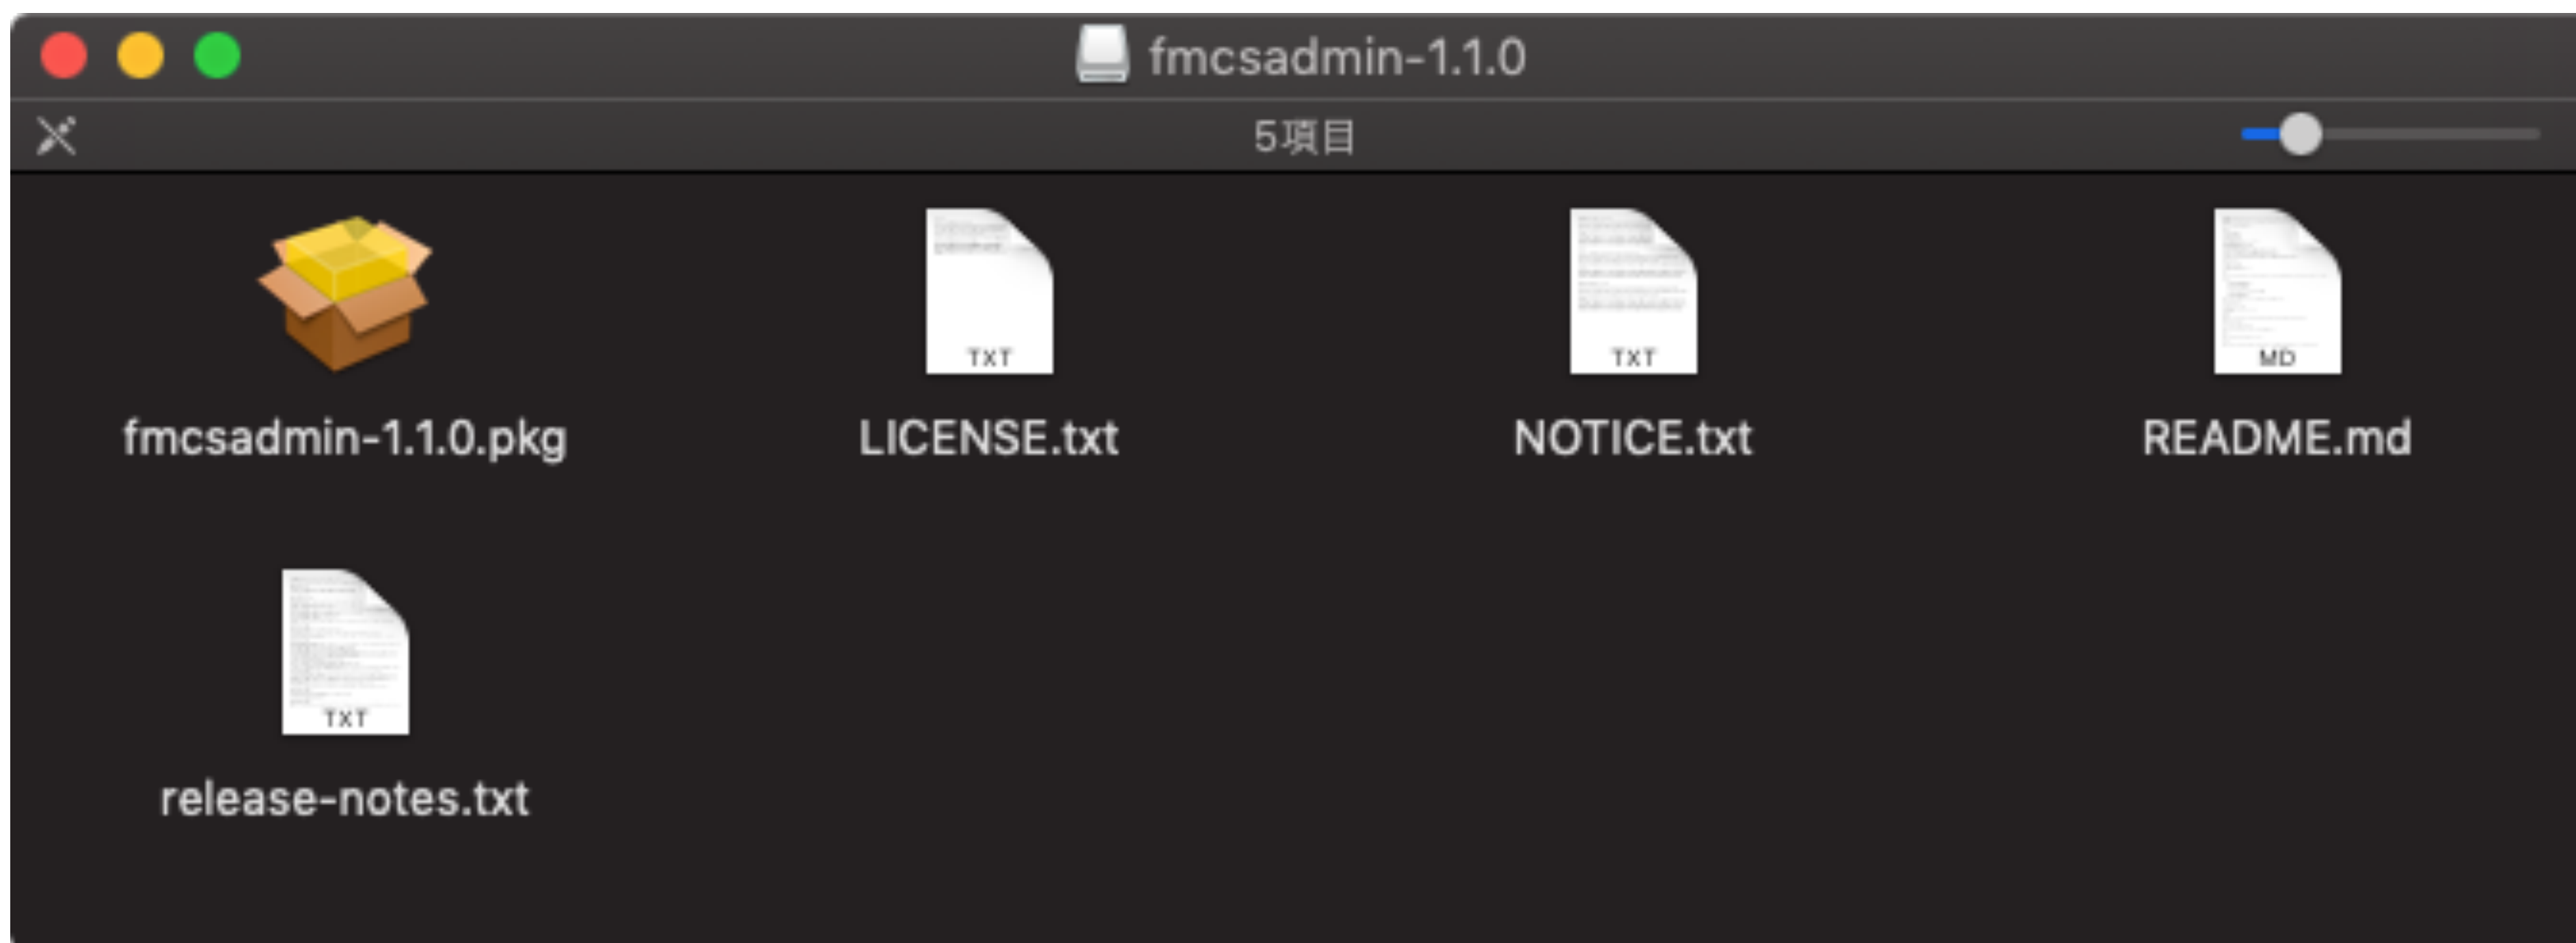 fmcsadmin-1.1.0
5項目
TXT
TXT
MD
fmcsadmin-1.1.0.pkg
LICENSE.txt
NOTICE.txt
README.md
TXT
release-notes.txt